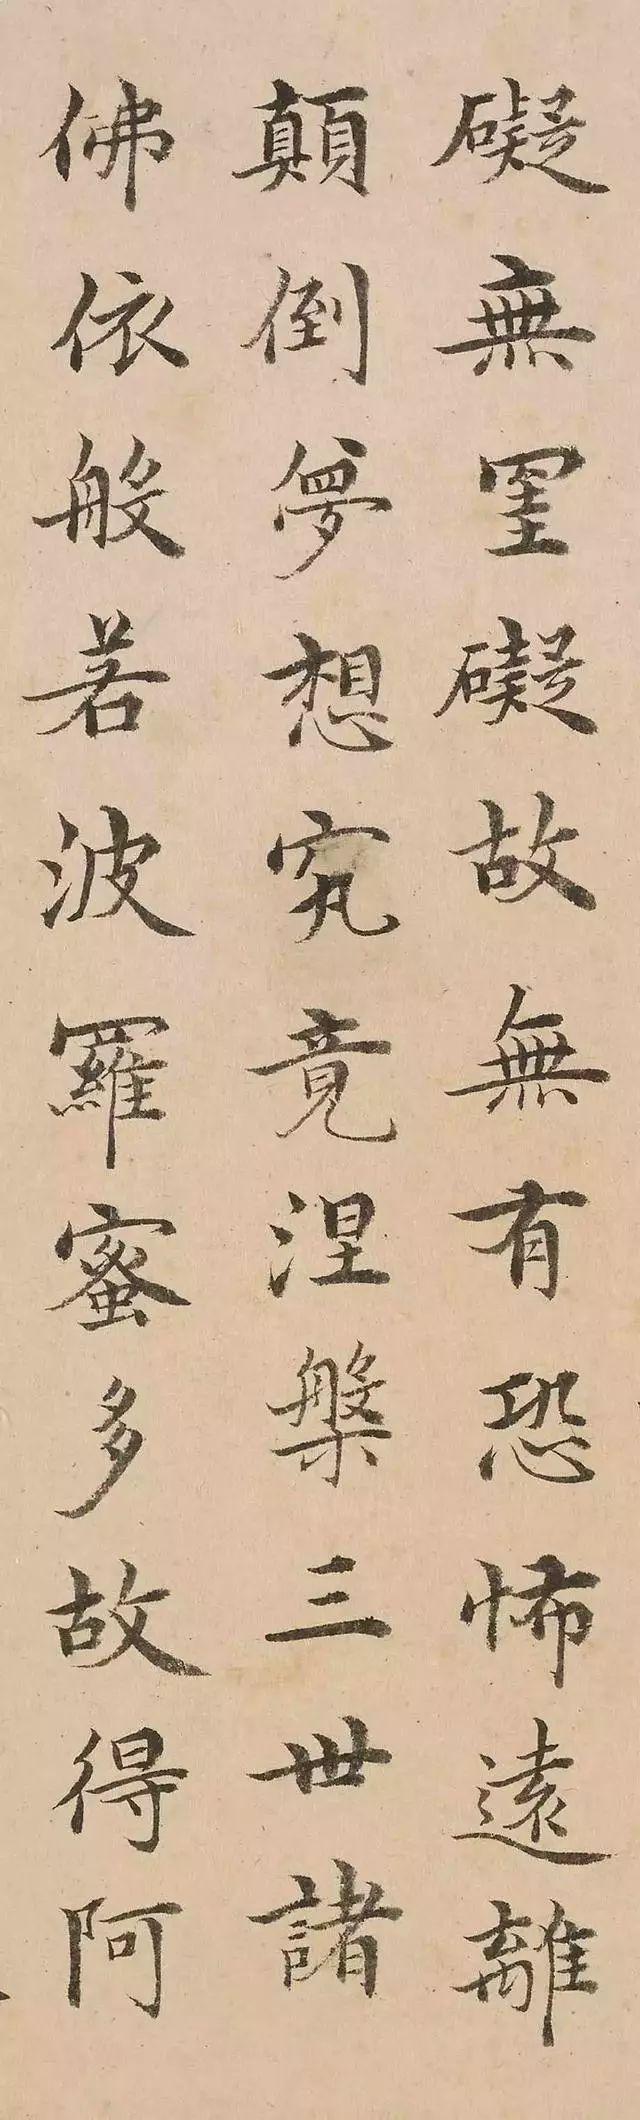 礙無罣礙故無有恐怖遠離
顛倒夢想究竟涅槃三世諸
佛依般若波羅蜜多故得阿